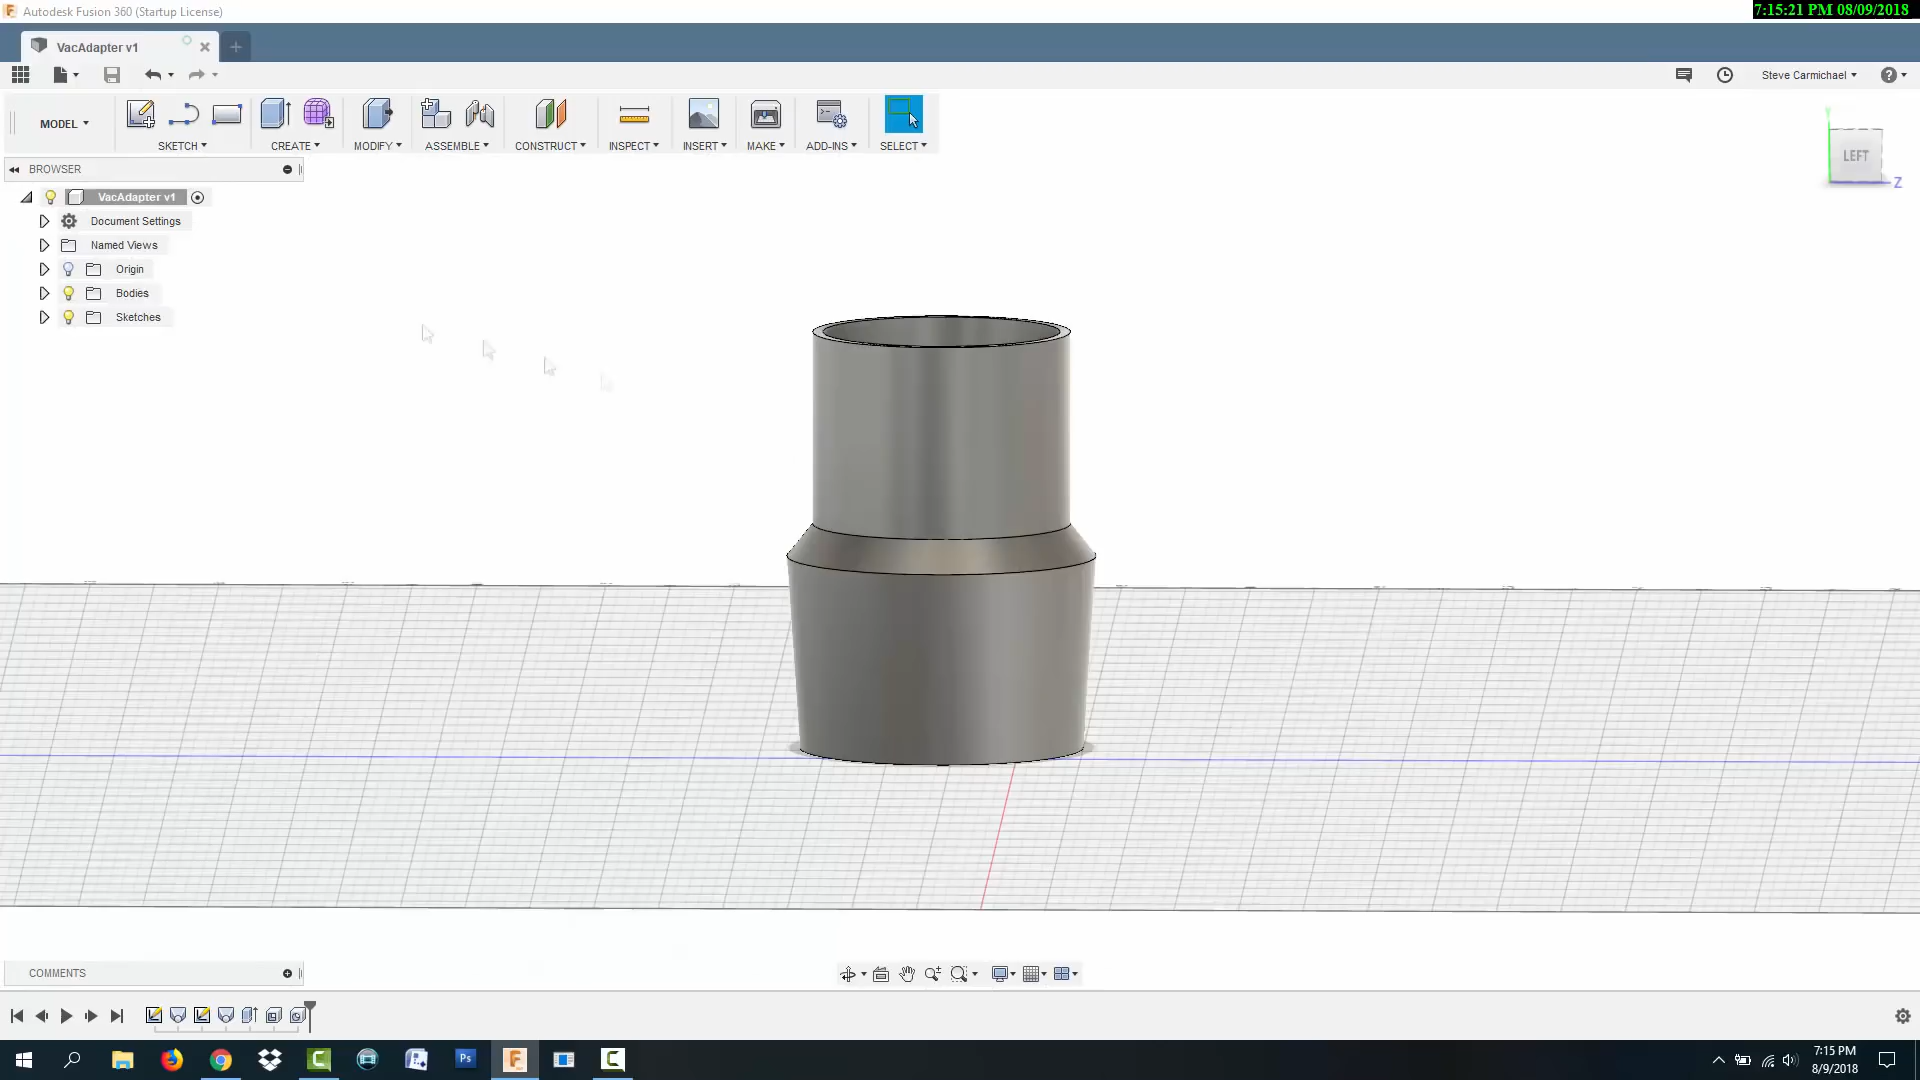 Autodesk Fusion 360 (Startup License)
7:15:21 PM 08/09/2018
VacAdapter v1
Steve Carmichael
MODEL
SKETCH
CREATE
MODIFY
ASSEMBLE
CONSTRUCT
INSPECT
INSERT
MAKE
ADD-INS
SELECT
LEFT
Z
BROWSER
VacAdapter v1
Document Settings
Named Views
Origin
Bodies
Sketches
COMMENTS
Ps
7:15 PM
8/9/2018